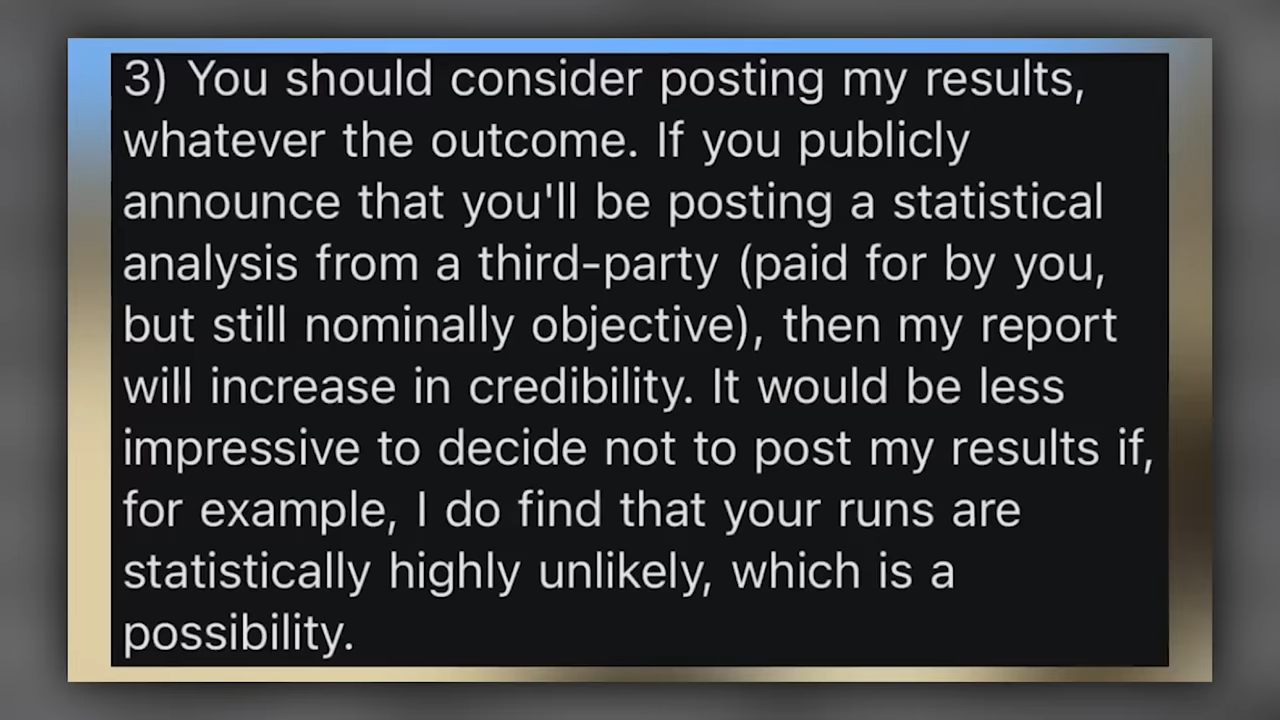 3) You should consider posting my results,
whatever the outcome. If you publicly
announce that you'll be posting a statistical
analysis from a third-party (paid for by you,
but still nominally objective), then my report
will increase in credibility. It would be less
impressive to decide not to post my results if,
for example, I do find that your runs are
statistically highly unlikely, which is a
possibility.